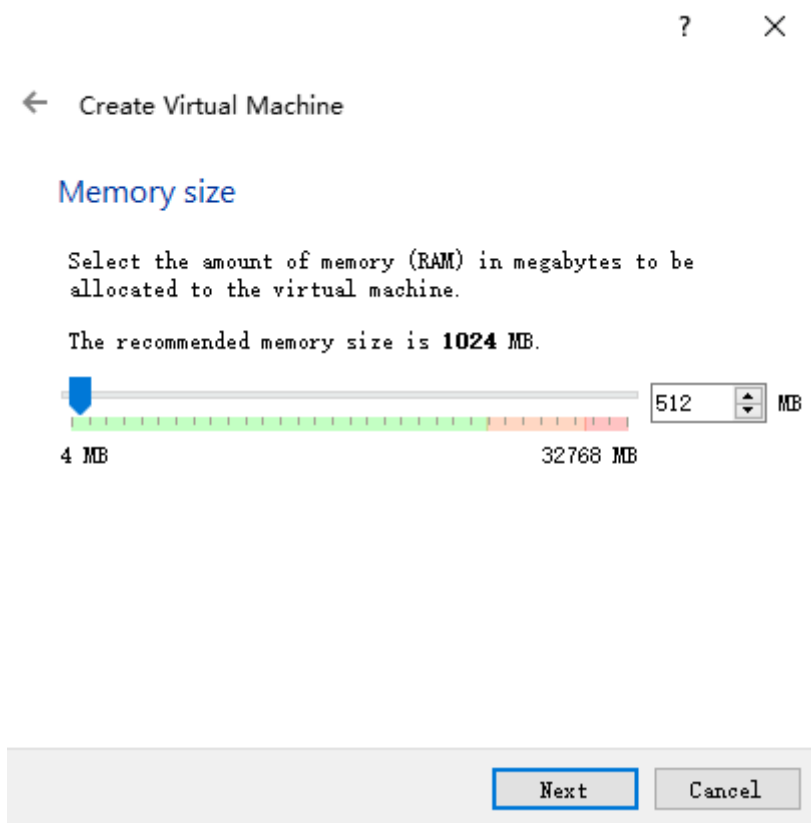 ?
Create Virtual Machine
Memory size
Select the amount of memory (RAM) in megabytes to be
allocated to the virtual machine.
The recommended memory size is 1024 MB.
512 MB
4 MB 32768 MB
Next Cancel